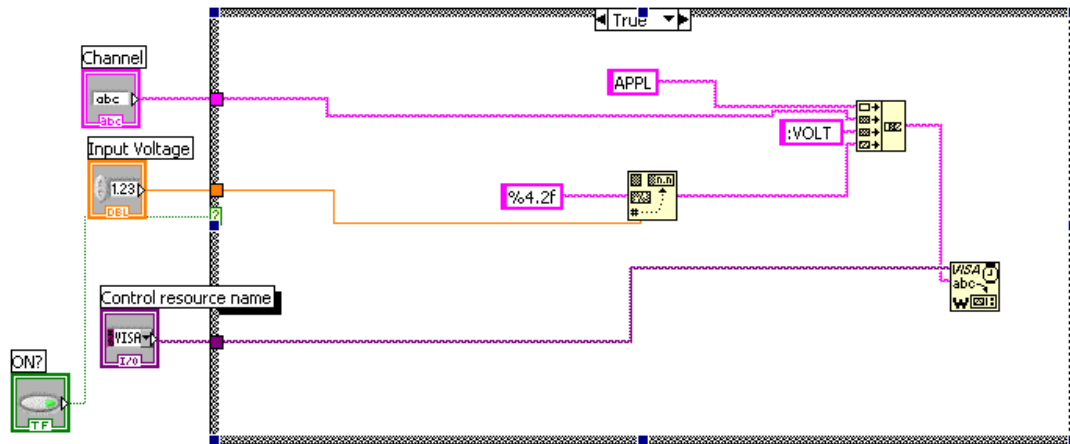 True
Channel
abc
abc
APPL
Input Voltage
:VOLT
1.23
DBL
?
%4.2f
n.n
#
Control resource name
VISA
abc
W
VISA
I/O
ON?
TF